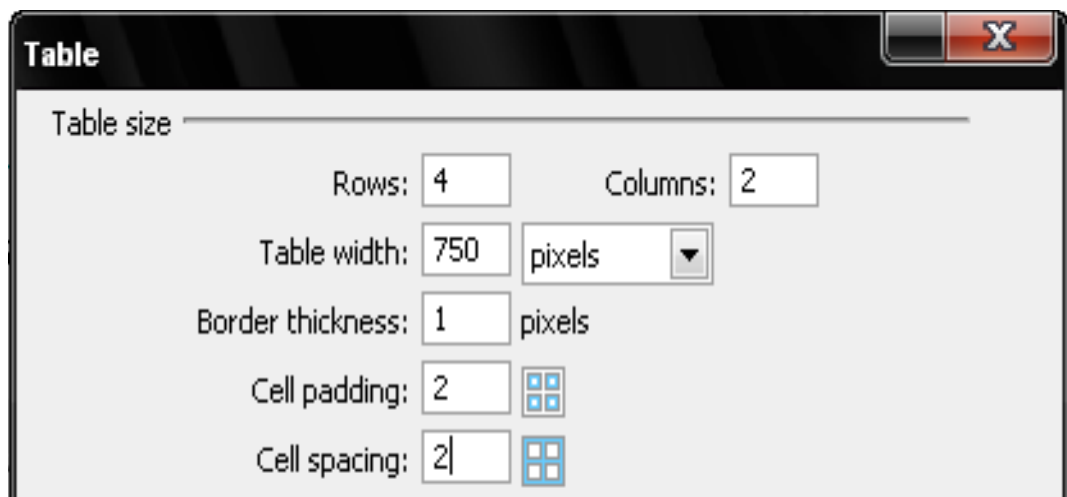 Table
Table size
Rows: 4 Columns: 2
Table width: 750 pixels
Border thickness: 1 pixels
Cell padding: 2
Cell spacing: 2